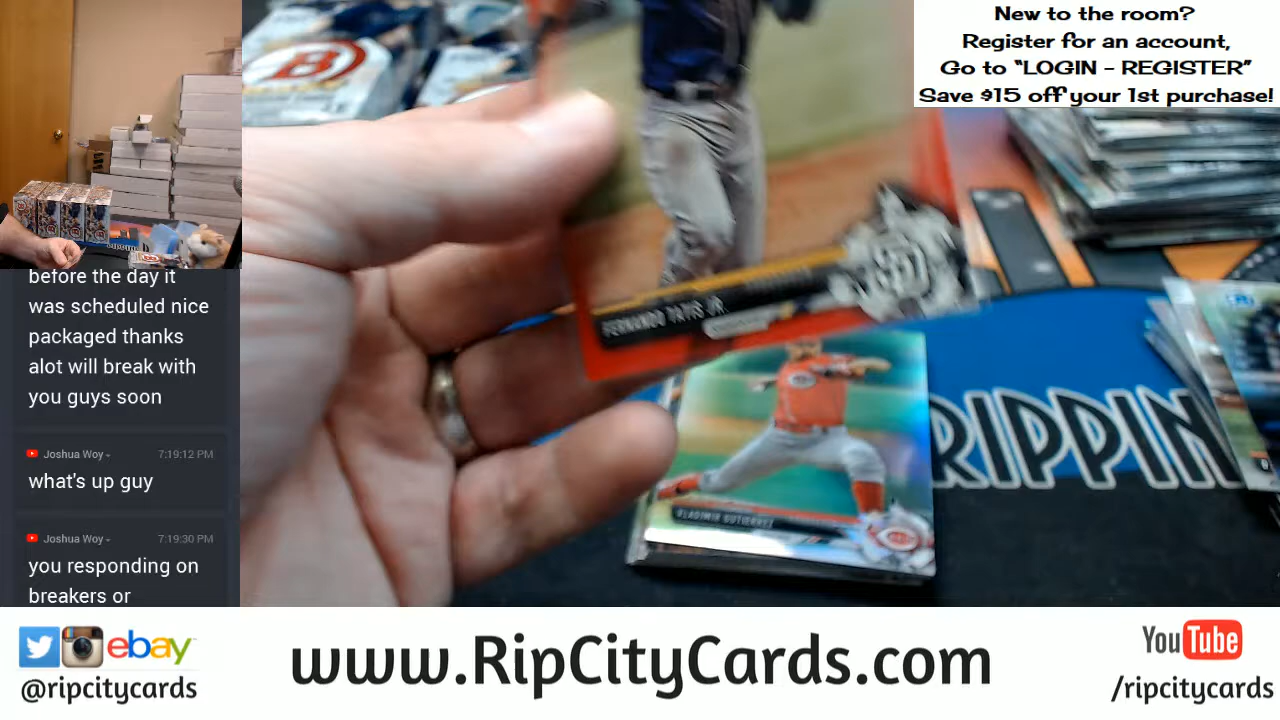 New to the room?
Register for an account,
Go to “LOGIN - REGISTER”
Save $15 off your 1st purchase!
before the day it
was scheduled nice
packaged thanks
alot will break with
you guys soon
Joshua Woy
7:19:12 PM
what's up guy
Joshua Woy
7:19:30 PM
you responding on
breakers or
B
FERNANDO TATIS JR.
VLADIMIR GUTIERREZ
RIPPIN
ebay
@ripcitycards
www.RipCityCards.com
YouTube
/ripcitycards